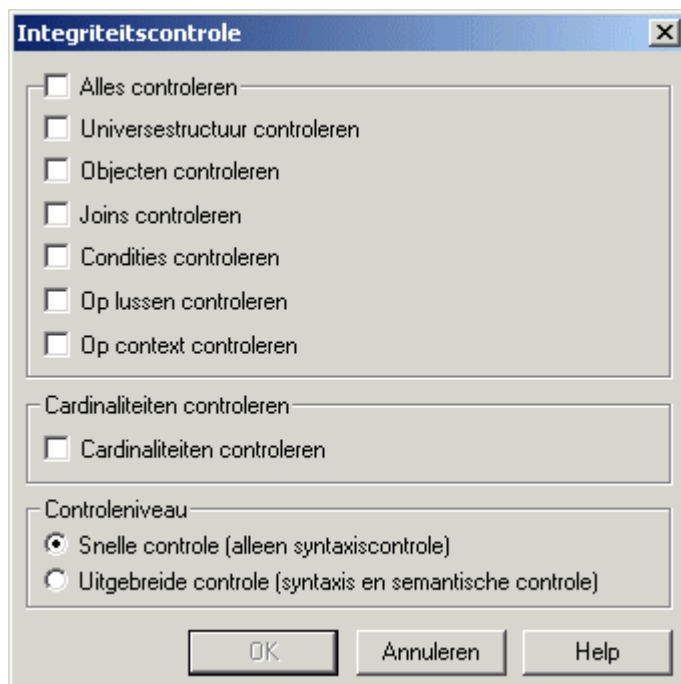 Integriteitscontrole
Alles controleren
Universestructuur controleren
Objecten controleren
Joins controleren
Condities controleren
Op lussen controleren
Op context controleren
Cardinaliteiten controleren
Cardinaliteiten controleren
Controleniveau
Snelle controle (alleen syntaxiscontrole)
Uitgebreide controle (syntaxis en semantische controle)
OK Annuleren Help